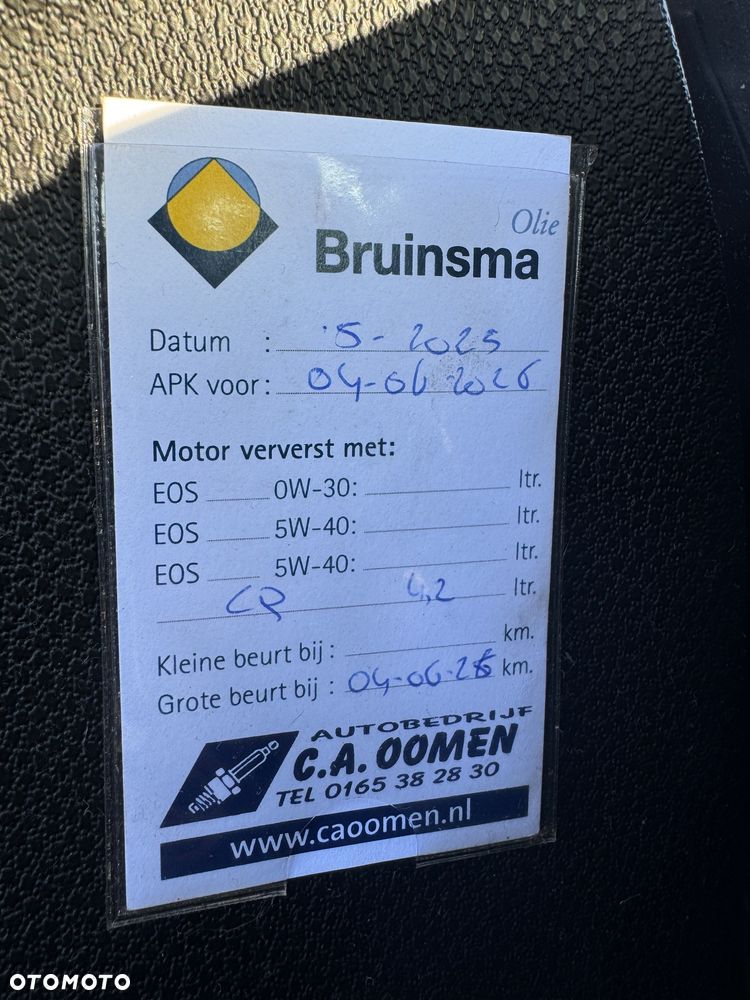 Olie
Bruinsma
Datum : 5-2025
APK voor: 04-06-2026
Motor ververst met:
EOS 0W-30: ltr.
EOS 5W-40: ltr.
EOS 5W-40: ltr.
4,2 ltr.
Kleine beurt bij : km.
Grote beurt bij : 04-06-26 km.
AUTOBEDRIJF
C.A. OOMEN
TEL 0165 38 28 30
www.caoomen.nl
OTOMOTO